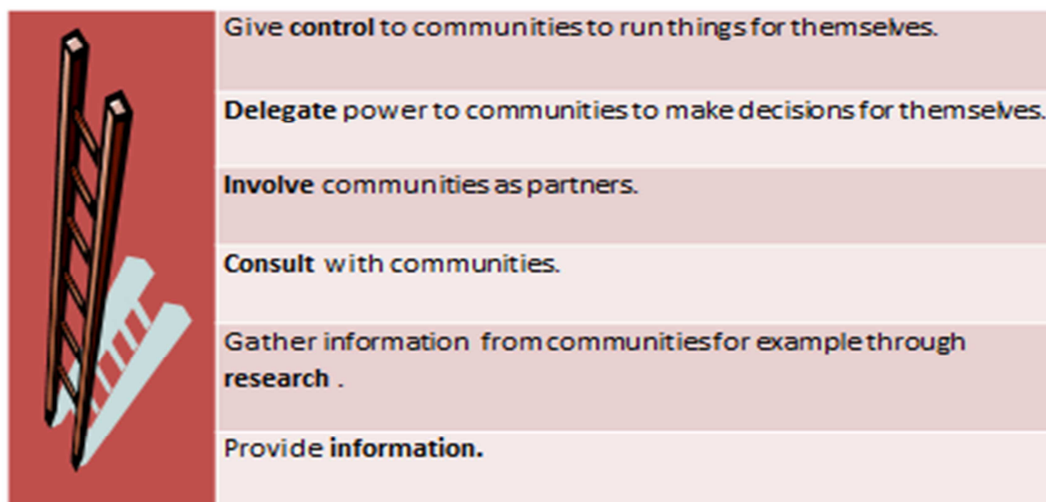 Give control to communities to run things for themselves.
Delegate power to communities to make decisions for themselves.
Involve communities as partners.
Consult with communities.
Gather information from communities for example through
research .
Provide information.